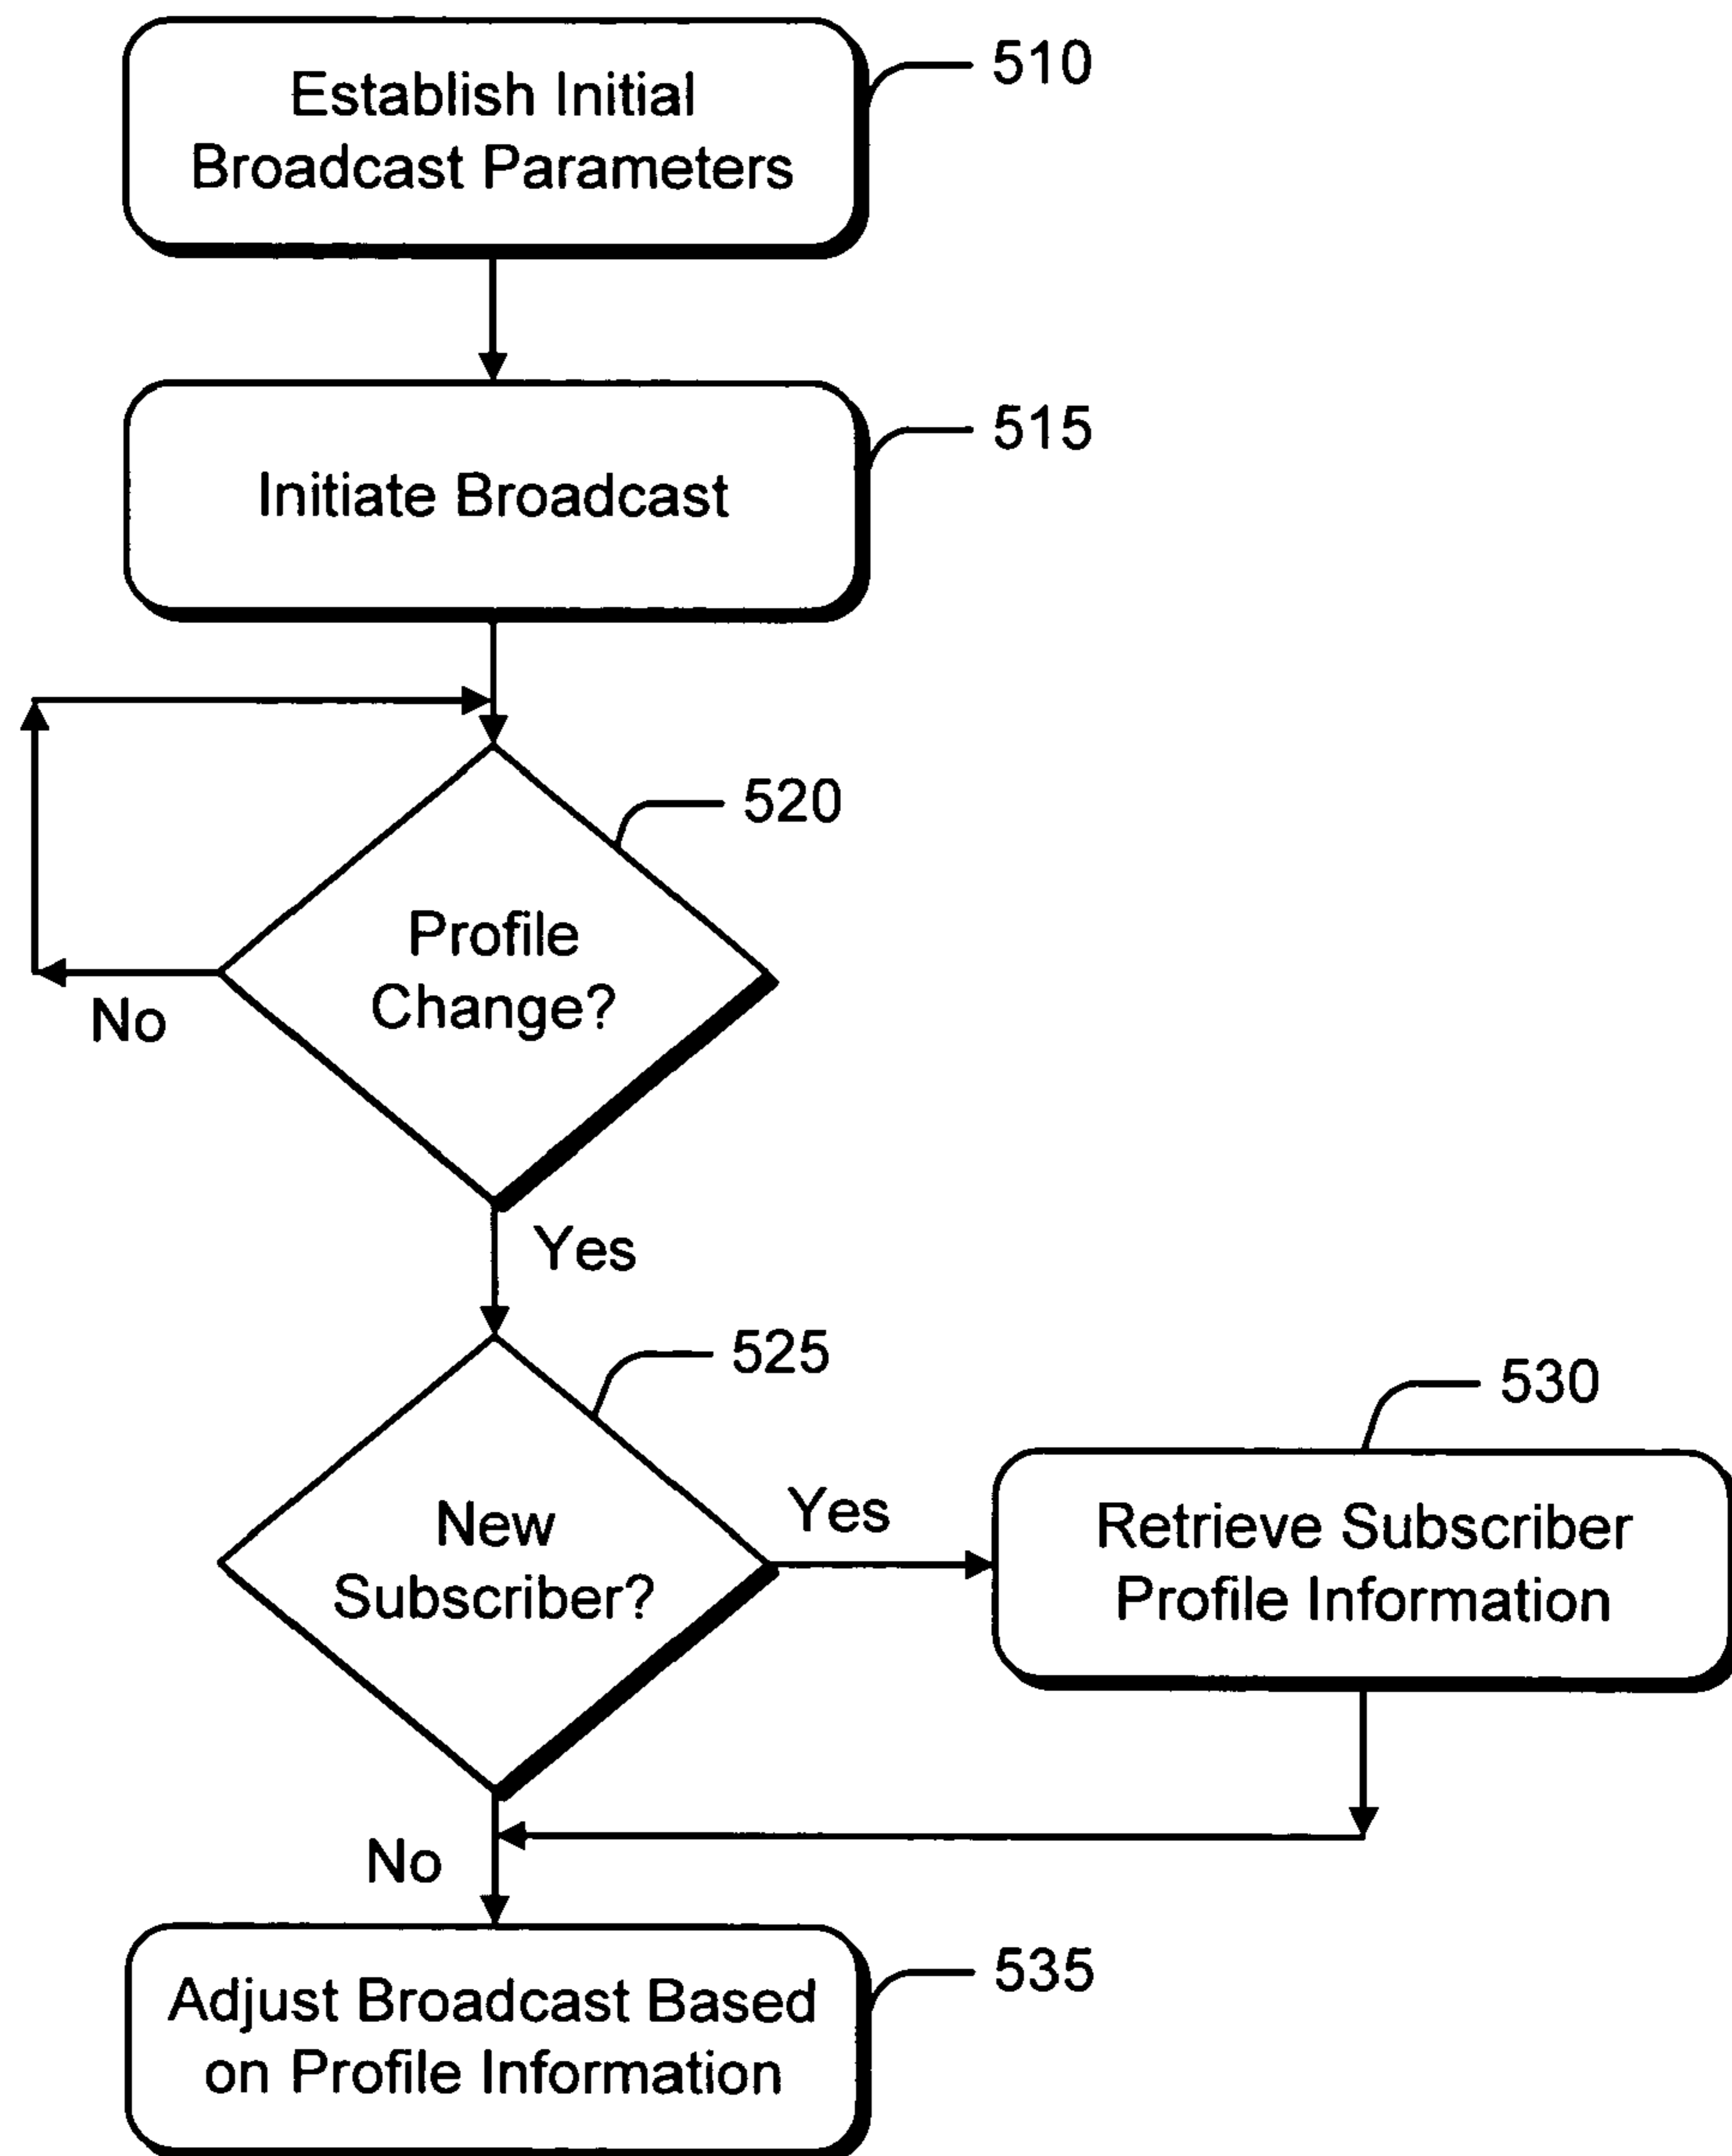 Establish Initial
Broadcast Parameters
510
Initiate Broadcast
515
520
Profile
Change?
No
Yes
525
530
New
Subscriber?
Yes
Retrieve Subscriber
Profile Information
No
Adjust Broadcast Based
on Profile Information
535